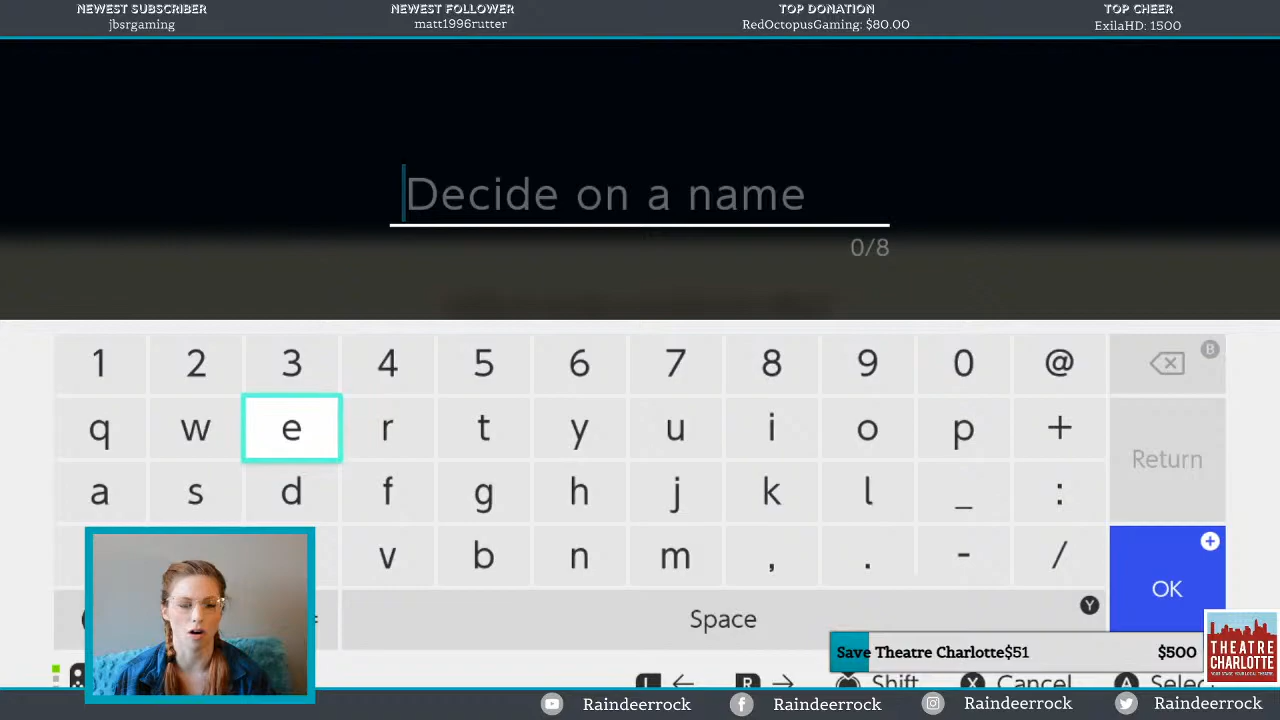 NEWEST SUBSCRIBER
jbsrgaming
NEWEST FOLLOWER
matt1996rutter
TOP DONATION
RedOctopusGaming: $80.00
TOP CHEER
ExilaHD: 1500
Decide on a name
0/8
1 2 3 4 5 6 7 8 9 0 @ B
q w e r t y u i o p + Return
a s d f g h j k l _ :
v b n m , . - / + OK
Space Y
Save Theatre Charlotte$51 $500
THEATRE
CHARLOTTE
L ← R → Shift X Cancel A Select
Raindeerrock Raindeerrock Raindeerrock Raindeerrock